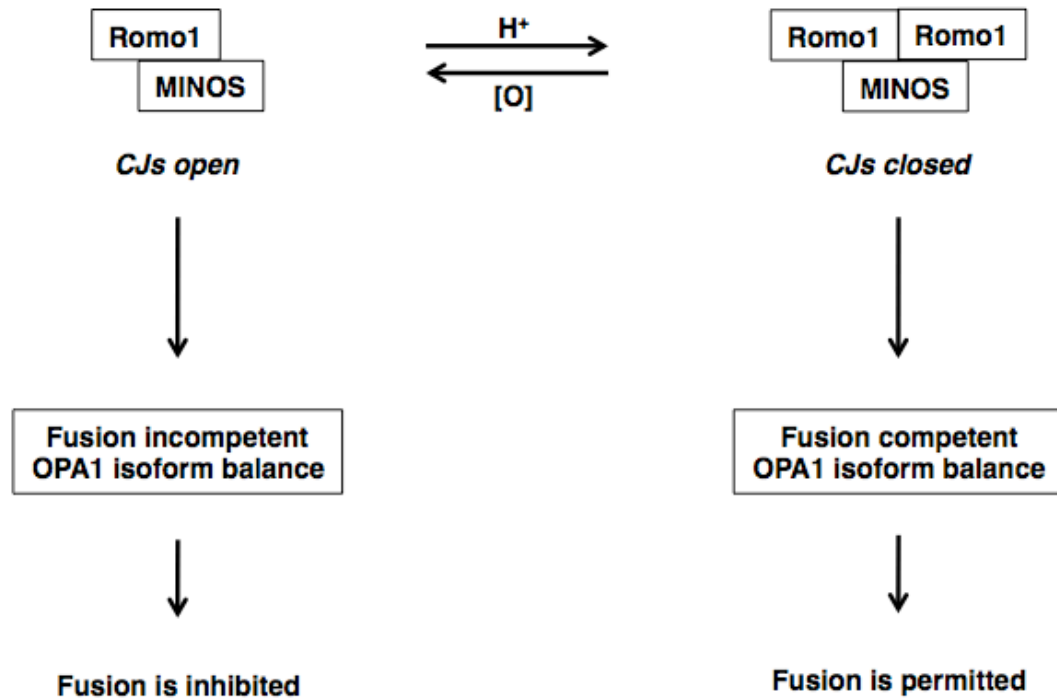 Romo1
MINOS
CJs open
H⁺
[O]
Romo1 Romo1
MINOS
CJs closed
Fusion incompetent
OPA1 isoform balance
Fusion is inhibited
Fusion competent
OPA1 isoform balance
Fusion is permitted